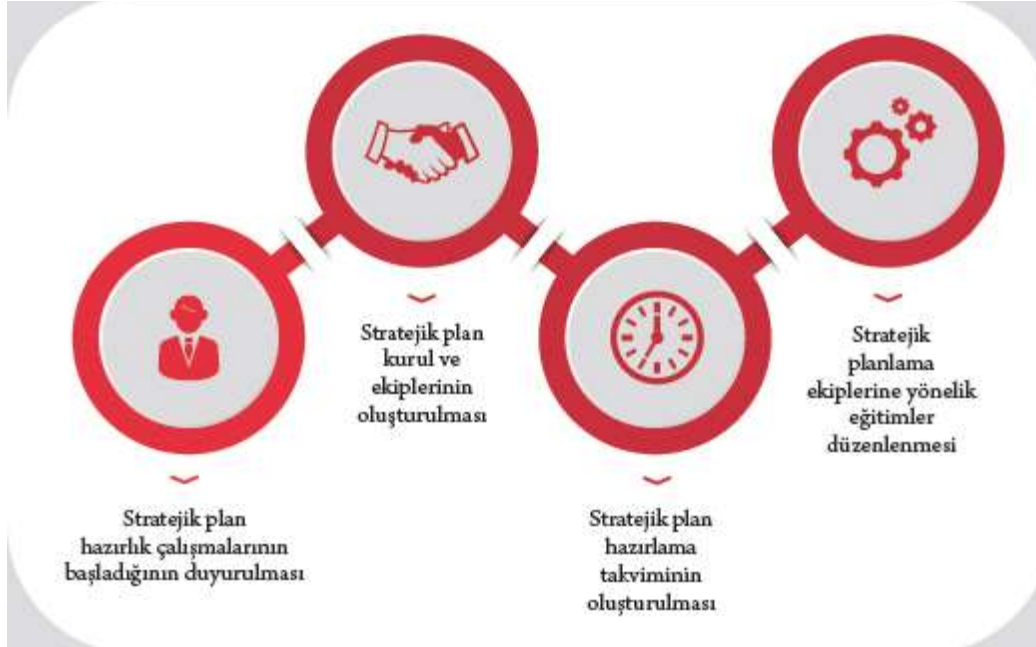 Stratejik plan
hazırlık çalışmalarının
başladığının duyurulması
Stratejik plan
kurul ve
ekiplerinin
oluşturulması
Stratejik plan
hazırlama
takviminin
oluşturulması
Stratejik
planlama
ekiplerine yönelik
eğitimler
düzenlenmesi